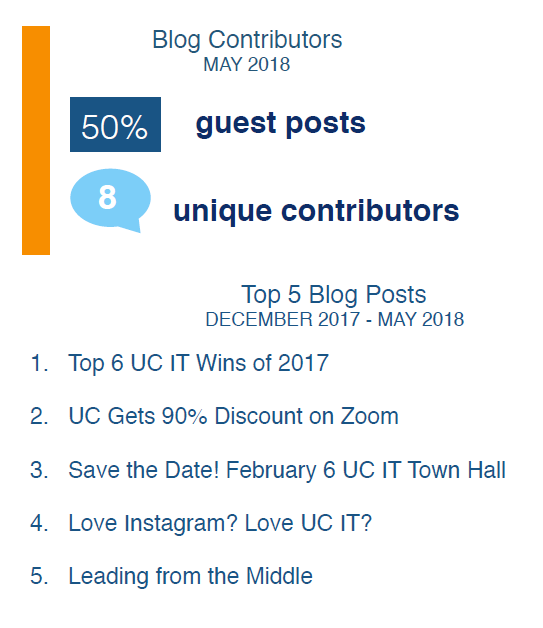 Blog Contributors
MAY 2018
50% guest posts
8 unique contributors
Top 5 Blog Posts
DECEMBER 2017 - MAY 2018
1. Top 6 UC IT Wins of 2017
2. UC Gets 90% Discount on Zoom
3. Save the Date! February 6 UC IT Town Hall
4. Love Instagram? Love UC IT?
5. Leading from the Middle